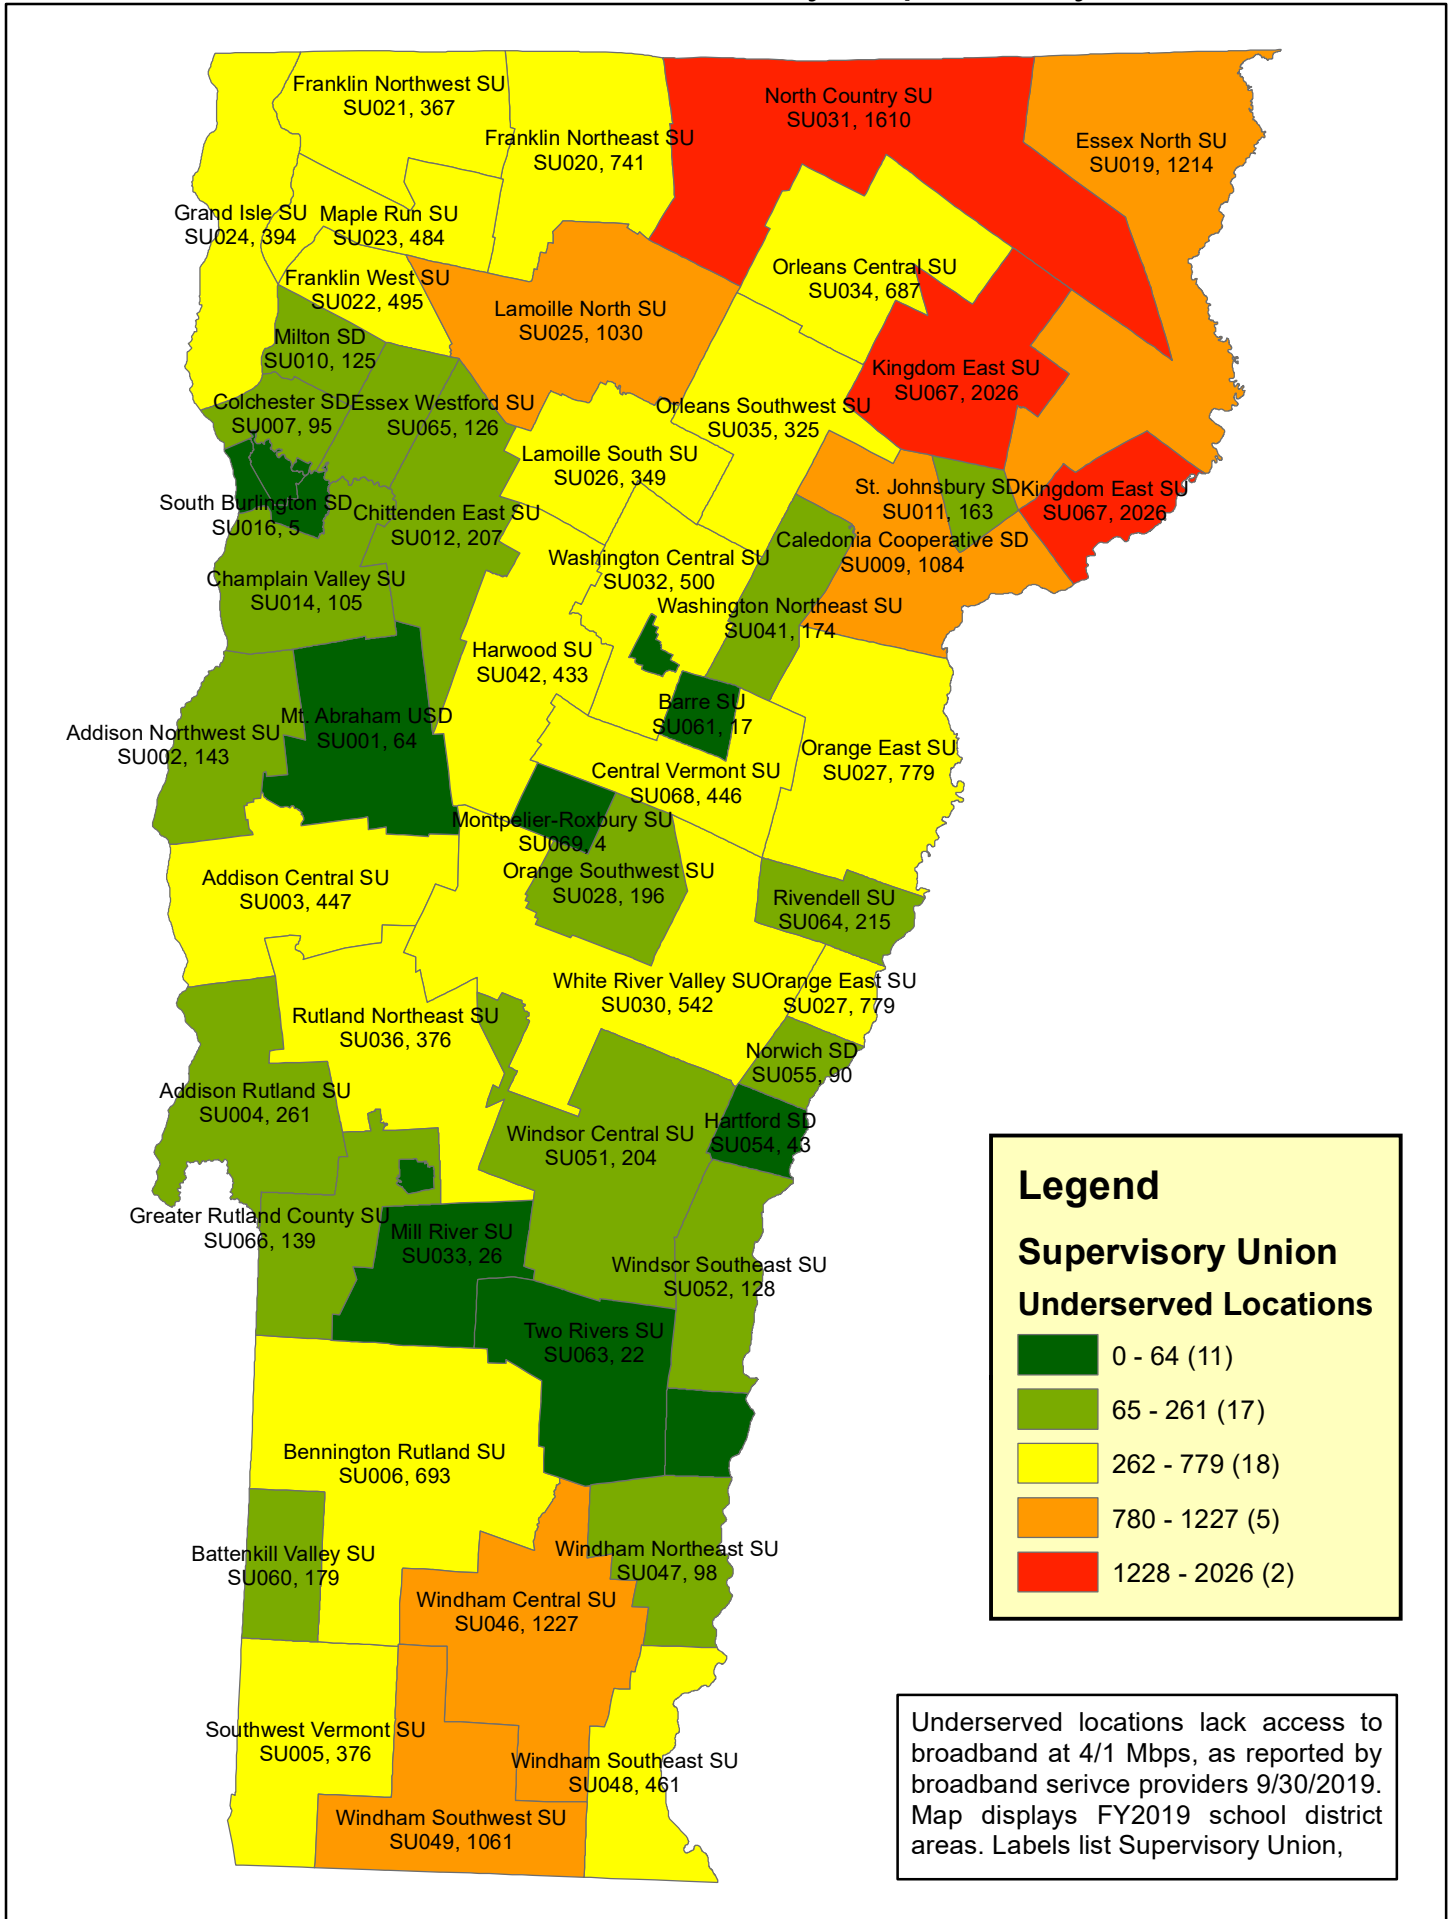 Franklin Northwest SU
SU021, 367
Franklin Northeast SU
SU020, 741
North Country SU
SU031, 1610
Essex North SU
SU019, 1214
Grand Isle SU
SU024, 394
Maple Run SU
SU023, 484
Franklin West SU
SU022, 495
Orleans Central SU
SU034, 687
Lamoille North SU
SU025, 1030
Milton SD
SU010, 125
Kingdom East SU
SU067, 2026
Colchester SD
SU007, 95
Essex Westford SU
SU065, 126
Orleans Southwest SU
SU035, 325
Lamoille South SU
SU026, 349
St. Johnsbury SD
SU011, 163
Kingdom East SU
SU067, 2026
South Burlington SD
SU016, 5
Chittenden East SU
SU012, 207
Caledonia Cooperative SD
SU009, 1084
Washington Central SU
SU032, 500
Champlain Valley SU
SU014, 105
Washington Northeast SU
SU041, 174
Harwood SU
SU042, 433
Barre SU
SU061, 17
Mt. Abraham USD
SU001, 64
Addison Northwest SU
SU002, 143
Orange East SU
SU027, 779
Central Vermont SU
SU068, 446
Montpelier-Roxbury SU
SU069, 4
Addison Central SU
SU003, 447
Orange Southwest SU
SU028, 196
Rivendell SU
SU064, 215
White River Valley SU
SU030, 542
Orange East SU
SU027, 779
Rutland Northeast SU
SU036, 376
Norwich SD
SU055, 90
Addison Rutland SU
SU004, 261
Hartford SD
SU054, 43
Windsor Central SU
SU051, 204
Greater Rutland County SU
SU066, 139
Mill River SU
SU033, 26
Windsor Southeast SU
SU052, 128
Two Rivers SU
SU063, 22
Bennington Rutland SU
SU006, 693
Battenkill Valley SU
SU060, 179
Windham Northeast SU
SU047, 98
Windham Central SU
SU046, 1227
Southwest Vermont SU
SU005, 376
Windham Southeast SU
SU048, 461
Windham Southwest SU
SU049, 1061
Legend
Supervisory Union
Underserved Locations
0 - 64 (11)
65 - 261 (17)
262 - 779 (18)
780 - 1227 (5)
1228 - 2026 (2)
Underserved locations lack access to
broadband at 4/1 Mbps, as reported by
broadband serivce providers 9/30/2019.
Map displays FY2019 school district
areas. Labels list Supervisory Union,